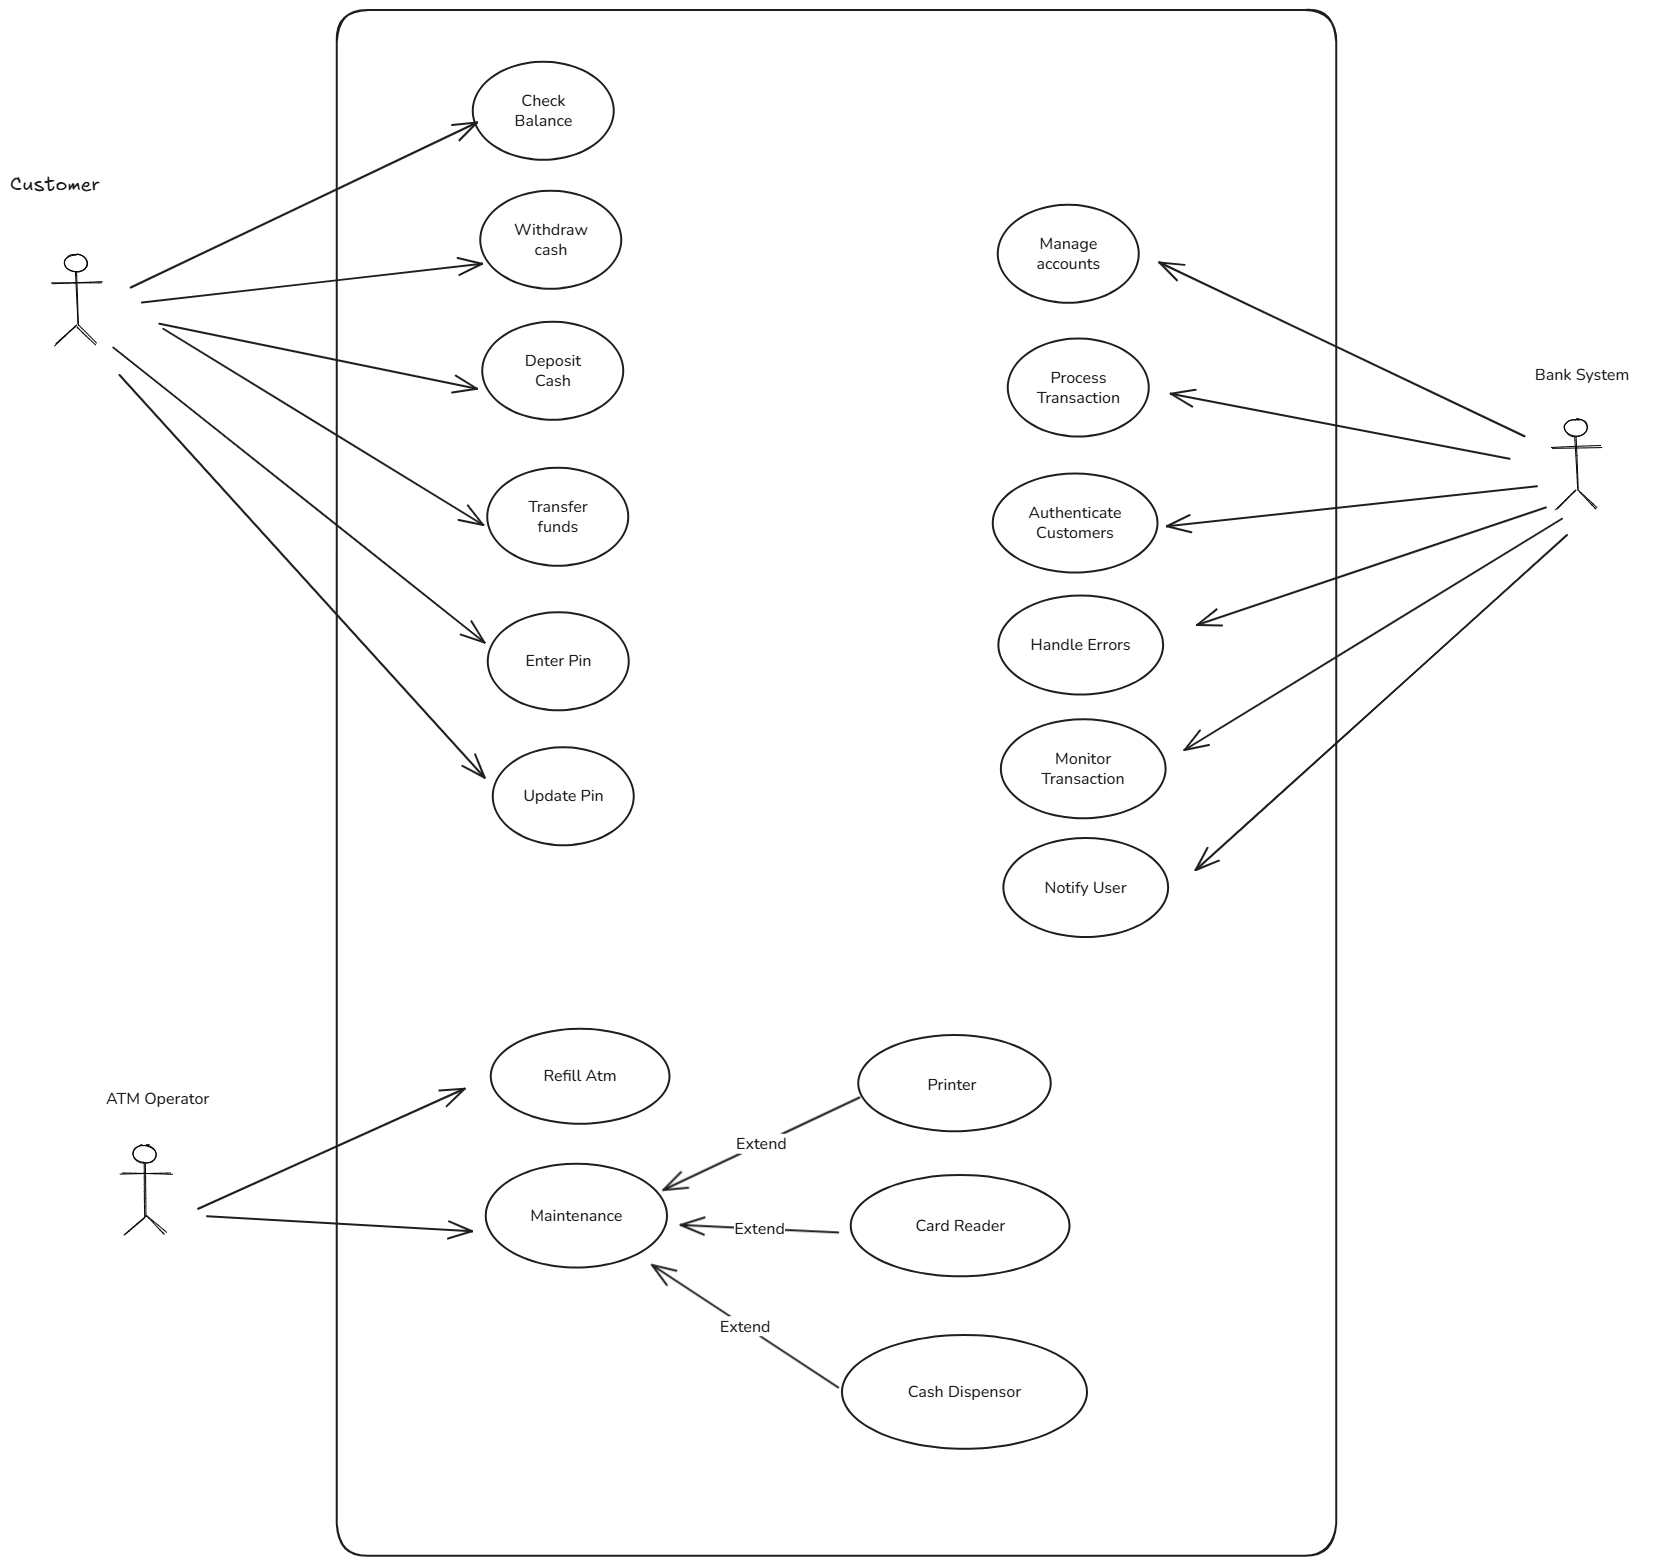 Check
Balance
Customer
Withdraw
cash
Manage
accounts
Deposit
Cash
Process
Transaction
Bank System
Transfer
funds
Authenticate
Customers
Enter Pin
Handle Errors
Update Pin
Monitor
Transaction
Notify User
ATM Operator
Refill Atm
Printer
Extend
Maintenance
Extend
Card Reader
Extend
Cash Dispensor